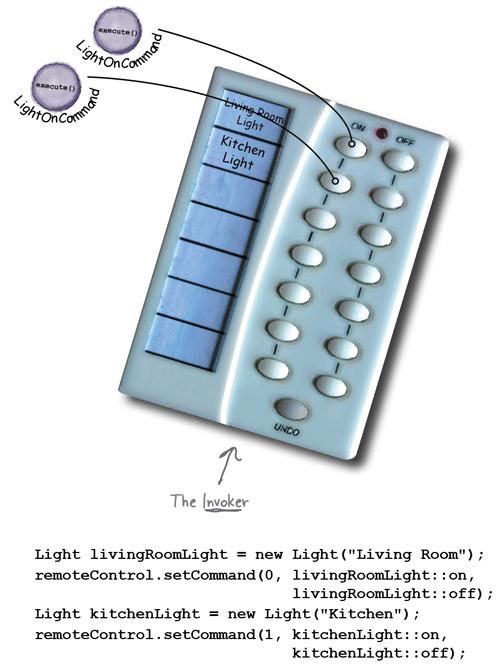 execute()
LightOnCommand
execute()
LightOnCommand
Living Room
Light
Kitchen
Light
ON
OFF
UNDO
The Invoker
Light livingRoomLight = new Light("Living Room");
remoteControl.setCommand(0, livingRoomLight::on,
livingRoomLight::off);
Light kitchenLight = new Light("Kitchen");
remoteControl.setCommand(1, kitchenLight::on,
kitchenLight::off);